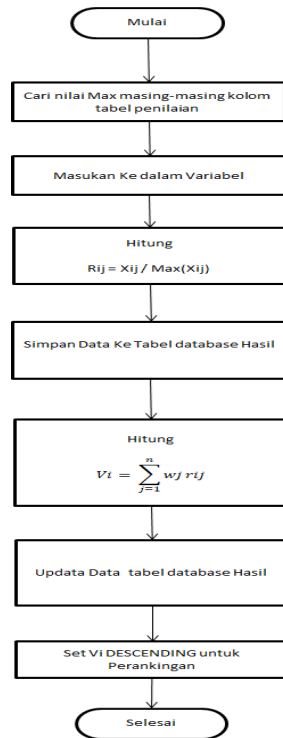 Mulai
Cari nilai Max masing-masing kolom
tabel penilaian
Masukan Ke dalam Variabel
Hitung
Rij = Xij / Max(Xij)
Simpan Data Ke Tabel database Hasil
Hitung
Vi = \sum_{j=1}^{n} wj rij
Updata Data tabel database Hasil
Set Vi DESCENDING untuk
Perankingan
Selesai